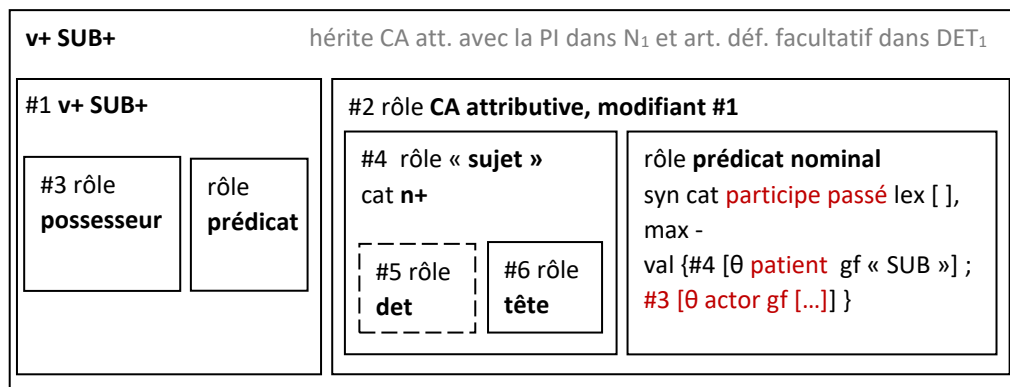 v+ SUB+ hérite CA att. avec la PI dans N₁ et art. déf. facultatif dans DET₁
#1 v+ SUB+
#3 rôle
possesseur
rôle
prédicat
#2 rôle CA attributive, modifiant #1
#4 rôle « sujet »
cat n+
#5 rôle
det
#6 rôle
tête
rôle prédicat nominal
syn cat participe passé lex [ ],
max -
val {#4 [θ patient gf « SUB »] ;
#3 [θ actor gf [...]] }